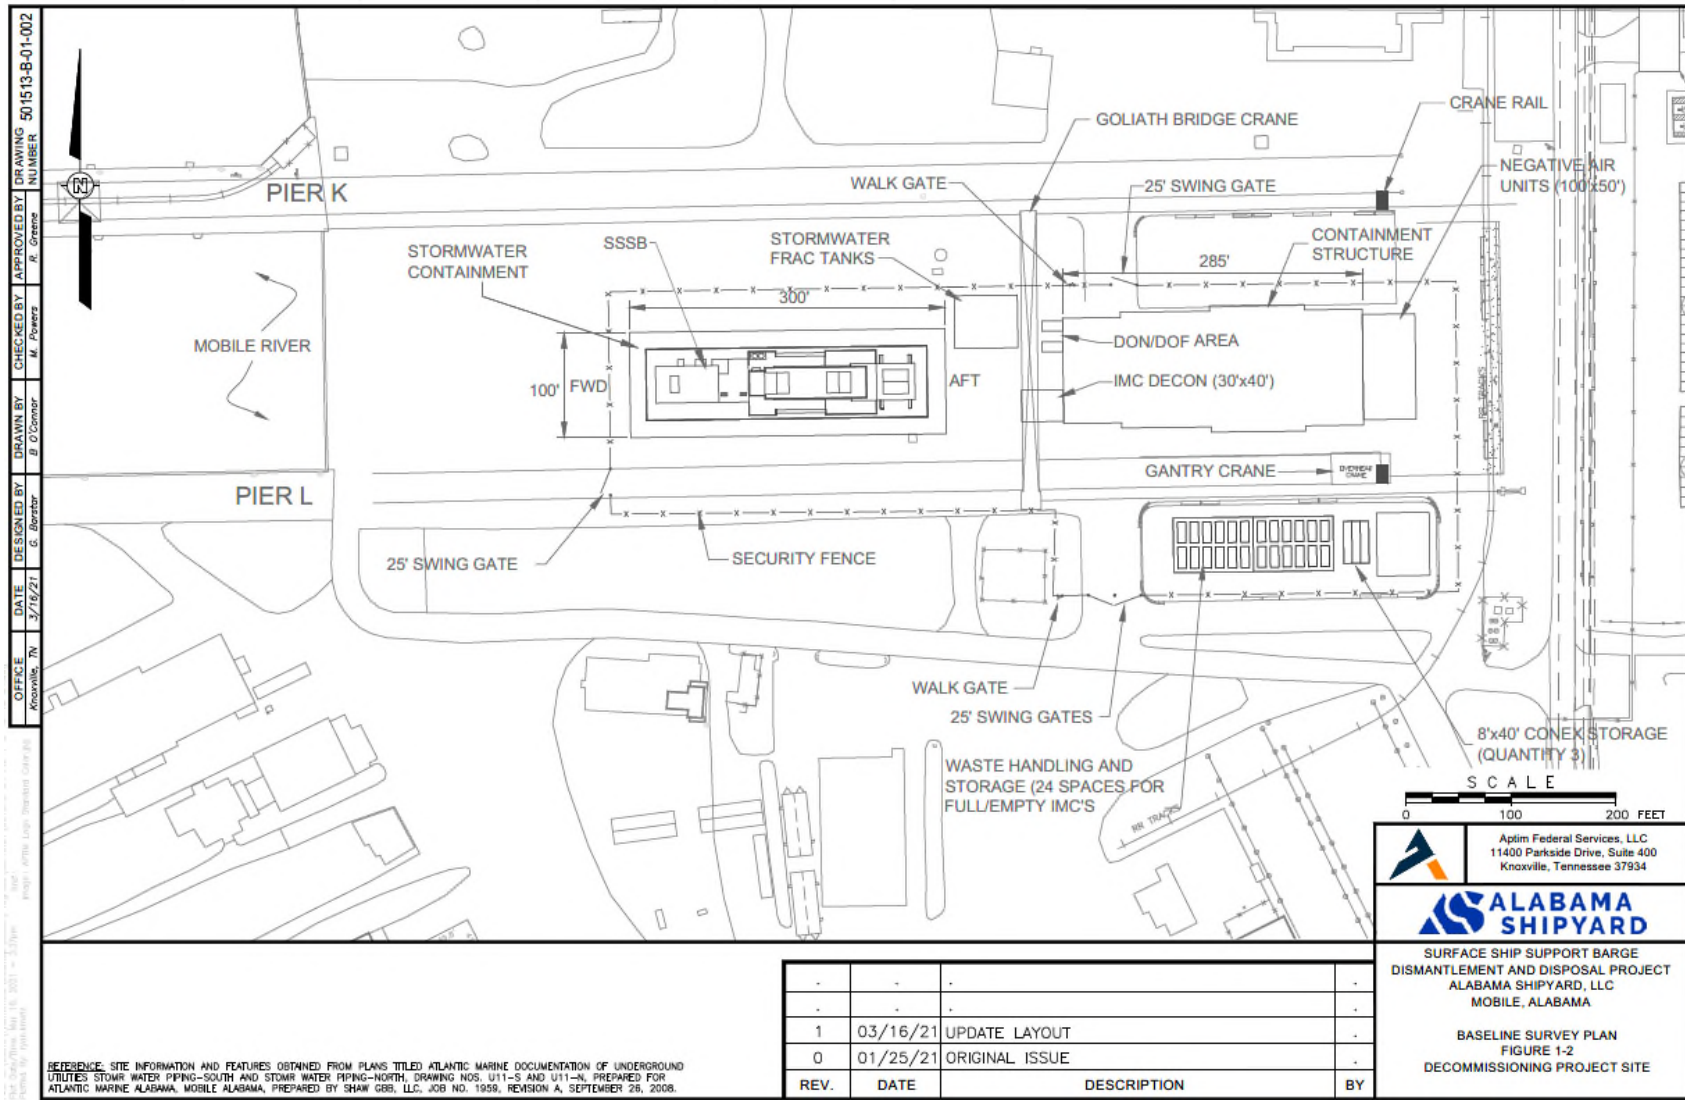 DRAWING NUMBER 501513-B-01-002
APPROVED BY R. Greene
CHECKED BY M. Powers
DRAWN BY B O'Connor
DESIGNED BY G. Barstar
DATE 3/16/21
OFFICE Knoxville, TN
N
PIER K
GOLIATH BRIDGE CRANE
CRANE RAIL
WALK GATE
25' SWING GATE
NEGATIVE AIR
UNITS (100'x50')
STORMWATER
CONTAINMENT
SSSB
STORMWATER
FRAC TANKS
CONTAINMENT
STRUCTURE
285'
300'
MOBILE RIVER
100'
FWD
AFT
DON/DOF AREA
IMC DECON (30'x40')
RR TRACKS
PIER L
GANTRY CRANE
OVERHEAD
CRANE
25' SWING GATE
SECURITY FENCE
WALK GATE
25' SWING GATES
WASTE HANDLING AND
STORAGE (24 SPACES FOR
FULL/EMPTY IMC'S
RR TRACKS
8'x40' CONEX STORAGE
(QUANTITY 3)
SCALE
0 100 200 FEET
Aptim Federal Services, LLC
11400 Parkside Drive, Suite 400
Knoxville, Tennessee 37934
ALABAMA
SHIPYARD
SURFACE SHIP SUPPORT BARGE
DISMANTLEMENT AND DISPOSAL PROJECT
ALABAMA SHIPYARD, LLC
MOBILE, ALABAMA
BASELINE SURVEY PLAN
FIGURE 1-2
DECOMMISSIONING PROJECT SITE
1 03/16/21 UPDATE LAYOUT
0 01/25/21 ORIGINAL ISSUE
REV. DATE DESCRIPTION BY
REFERENCE: SITE INFORMATION AND FEATURES OBTAINED FROM PLANS TITLED ATLANTIC MARINE DOCUMENTATION OF UNDERGROUND
UTILITIES STOMR WATER PIPING-SOUTH AND STOMR WATER PIPING-NORTH, DRAWING NOS. U11-S AND U11-N, PREPARED FOR
ATLANTIC MARINE ALABAMA, MOBILE ALABAMA, PREPARED BY SHAW GBB, LLC, JOB NO. 1959, REVISION A, SEPTEMBER 26, 2008.